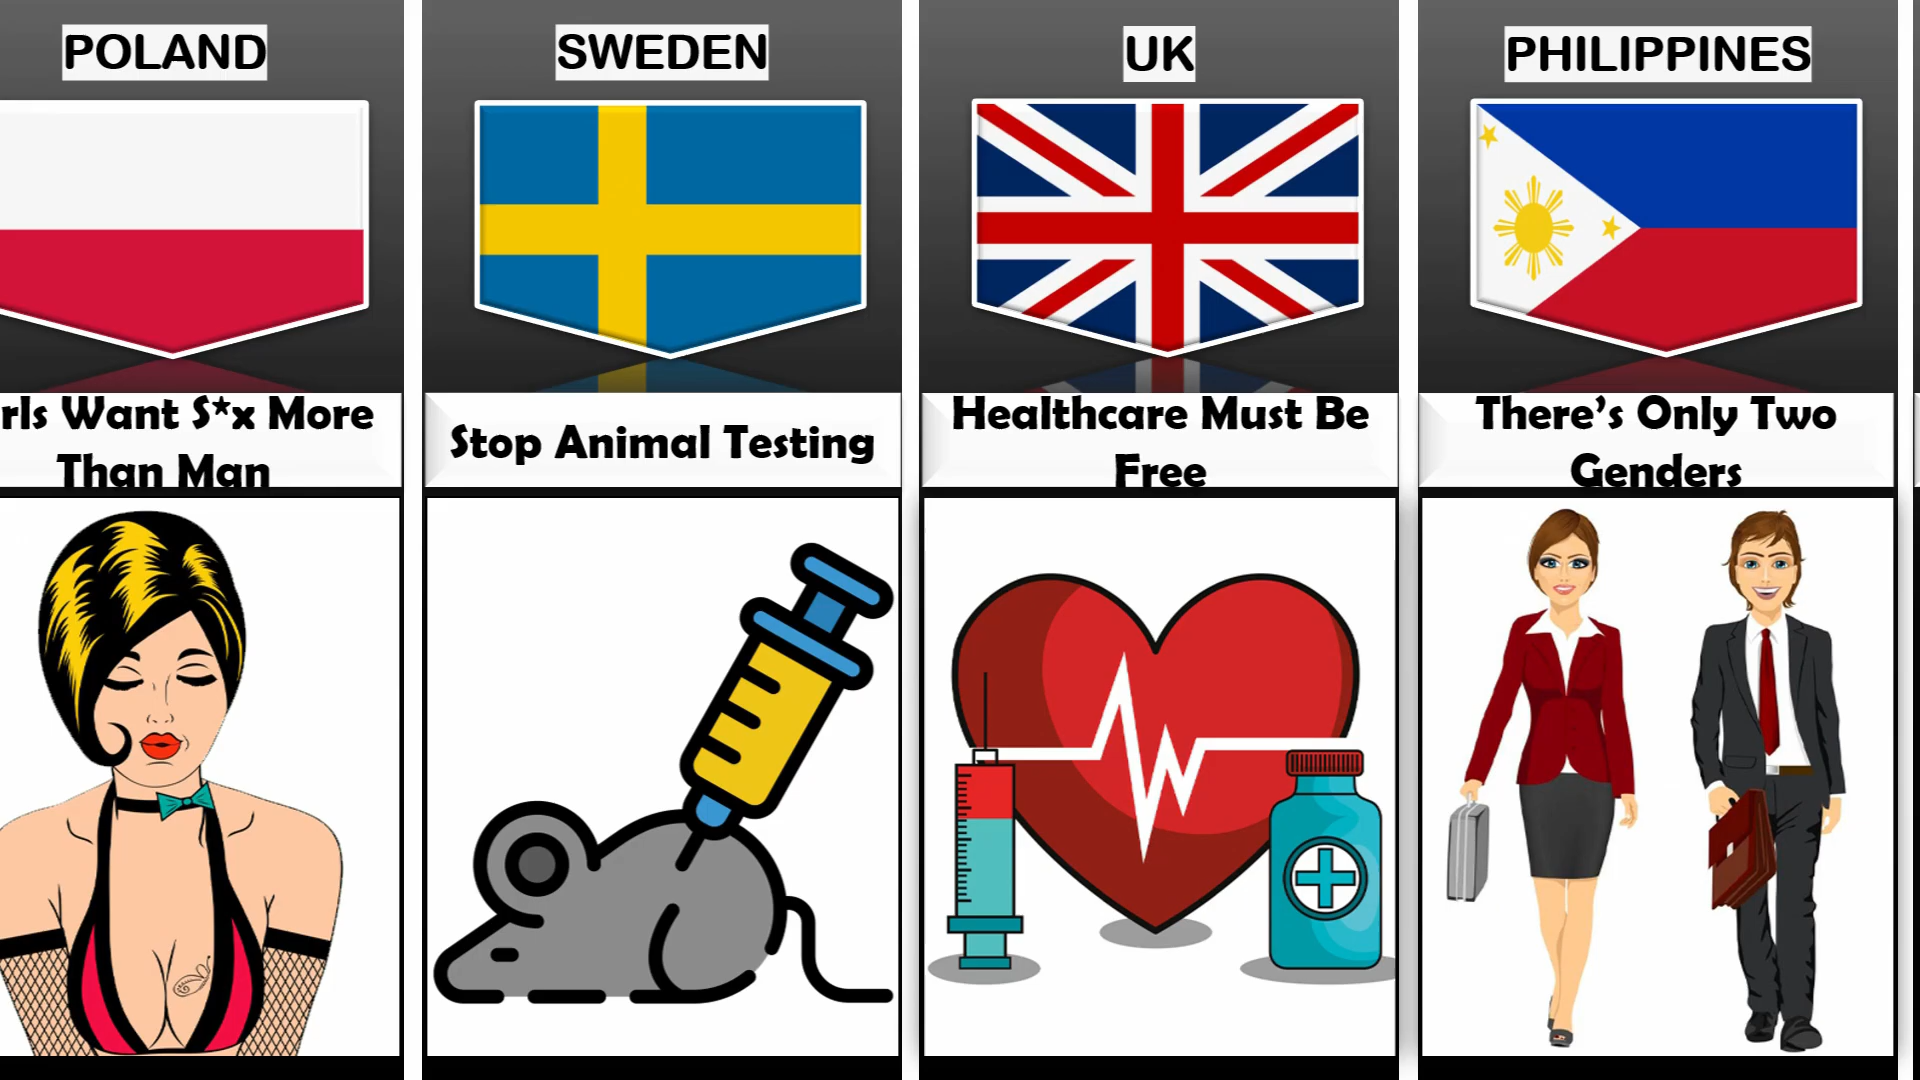 POLAND
SWEDEN
UK
PHILIPPINES
rls Want S*x More
Than Man
Stop Animal Testing
Healthcare Must Be
Free
There's Only Two
Genders